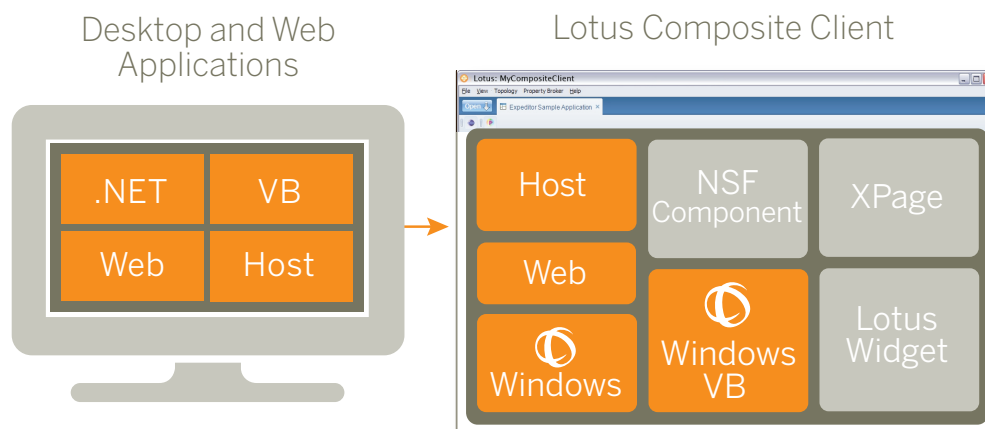 Desktop and Web
Applications
.NET
VB
Web
Host
Lotus Composite Client
Lotus: MyCompositeClient
File View Topology Property Broker Help
Open
Expeditor Sample Application
Host
NSF
Component
XPage
Web
Windows
Windows
VB
Lotus
Widget